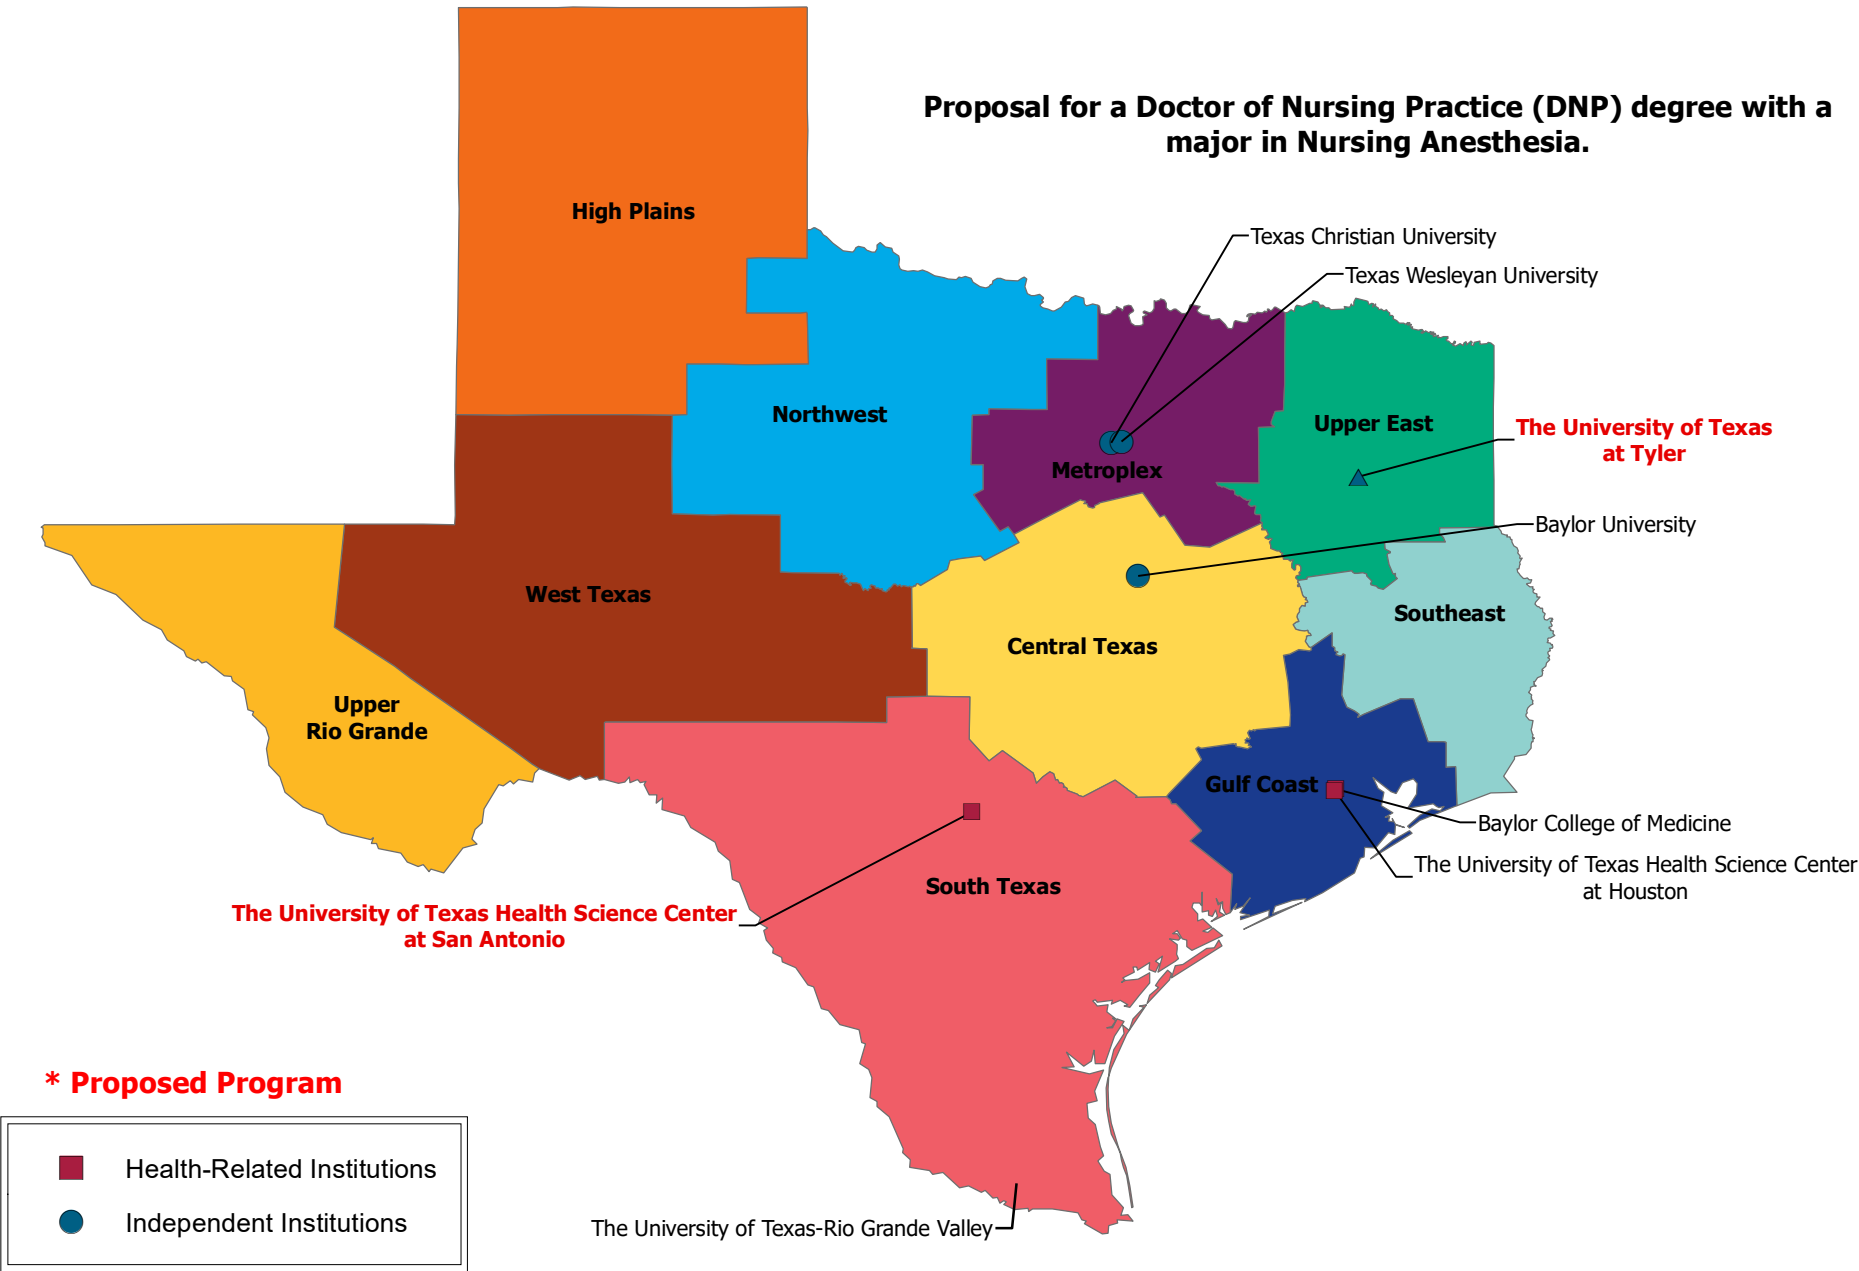 Proposal for a Doctor of Nursing Practice (DNP) degree with a
major in Nursing Anesthesia.
High Plains
Texas Christian University
Texas Wesleyan University
Northwest
Upper East
The University of Texas
at Tyler
Metroplex
Baylor University
West Texas
Southeast
Central Texas
Upper
Rio Grande
Gulf Coast
Baylor College of Medicine
The University of Texas Health Science Center
at Houston
South Texas
The University of Texas Health Science Center
at San Antonio
* Proposed Program
Health-Related Institutions
Independent Institutions
The University of Texas-Rio Grande Valley